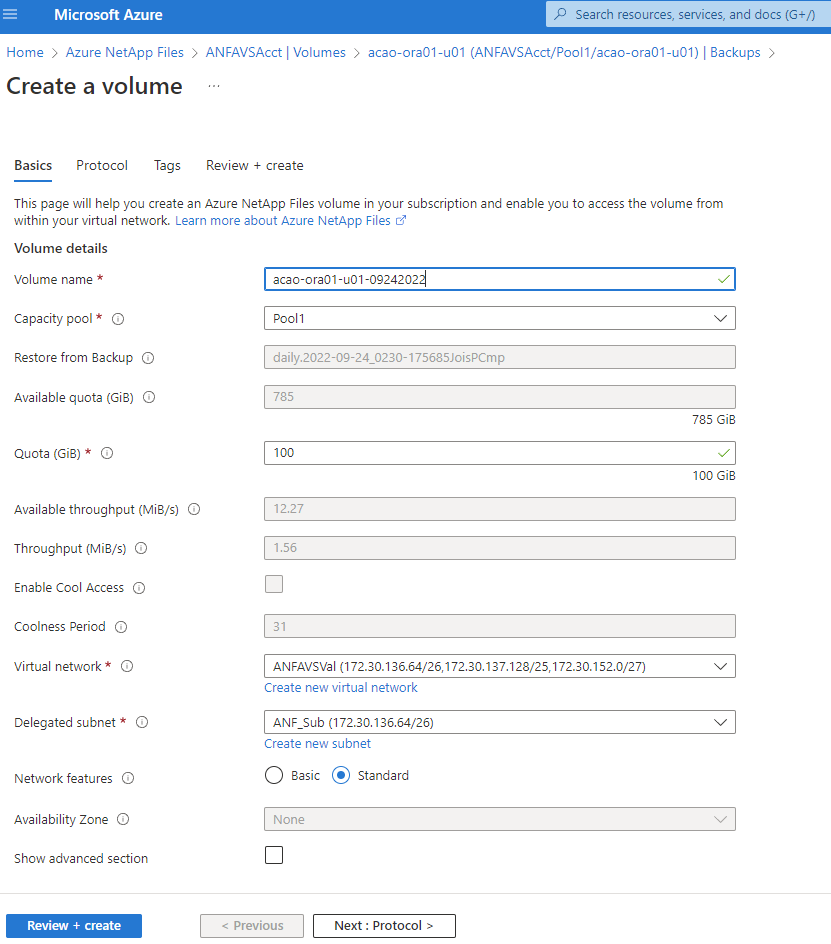 Microsoft Azure
Search resources, services, and docs (G+/)
Home > Azure NetApp Files > ANFAVSAcct | Volumes > acao-ora01-u01 (ANFAVSAcct/Pool1/acao-ora01-u01) | Backups >
Create a volume ...
Basics Protocol Tags Review + create
This page will help you create an Azure NetApp Files volume in your subscription and enable you to access the volume from
within your virtual network. Learn more about Azure NetApp Files
Volume details
Volume name * acao-ora01-u01-09242022
Capacity pool * Pool1
Restore from Backup daily.2022-09-24_0230-175685JoisPCmp
Available quota (GiB) 785
785 GiB
Quota (GiB) * 100
100 GiB
Available throughput (MiB/s) 12.27
Throughput (MiB/s) 1.56
Enable Cool Access
Coolness Period 31
Virtual network * ANFAVSVal (172.30.136.64/26,172.30.137.128/25,172.30.152.0/27)
Create new virtual network
Delegated subnet * ANF_Sub (172.30.136.64/26)
Create new subnet
Network features Basic Standard
Availability Zone None
Show advanced section
Review + create < Previous Next : Protocol >